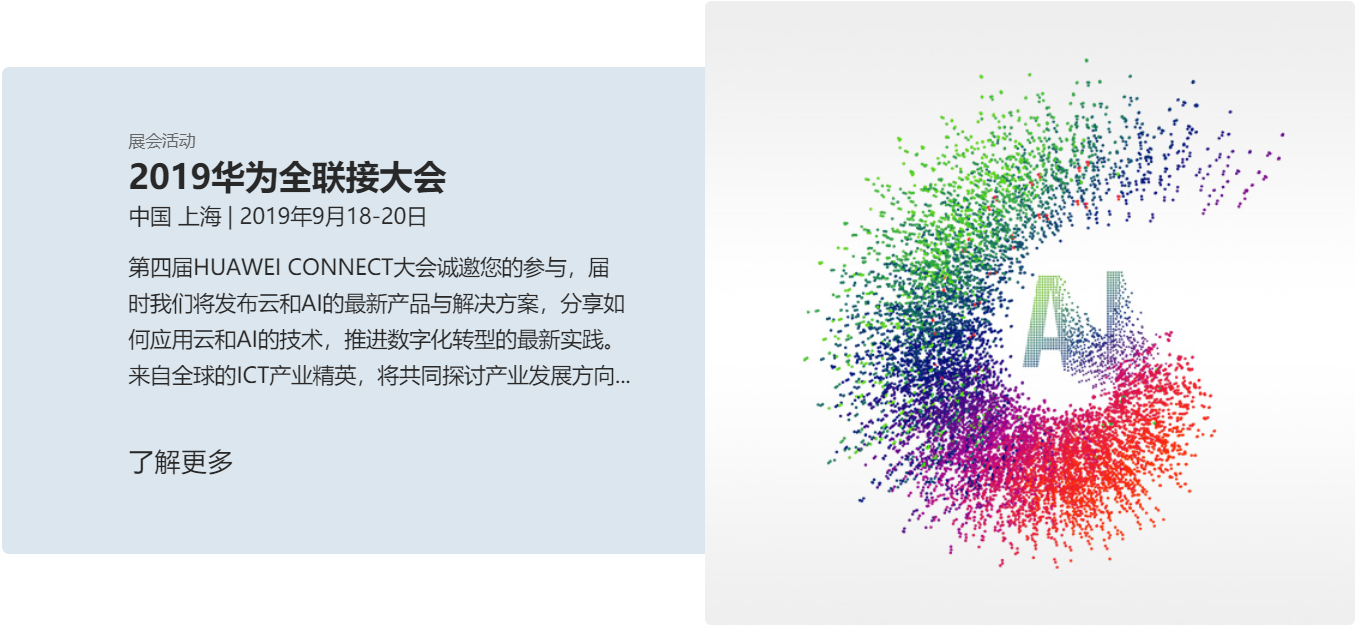 展会活动
2019华为全联接大会
中国 上海 | 2019年9月18-20日
第四届HUAWEI CONNECT大会诚邀您的参与，届
时我们将发布云和AI的最新产品与解决方案，分享如
何应用云和AI的技术，推进数字化转型的最新实践。
来自全球的ICT产业精英，将共同探讨产业发展方向...
了解更多
AI